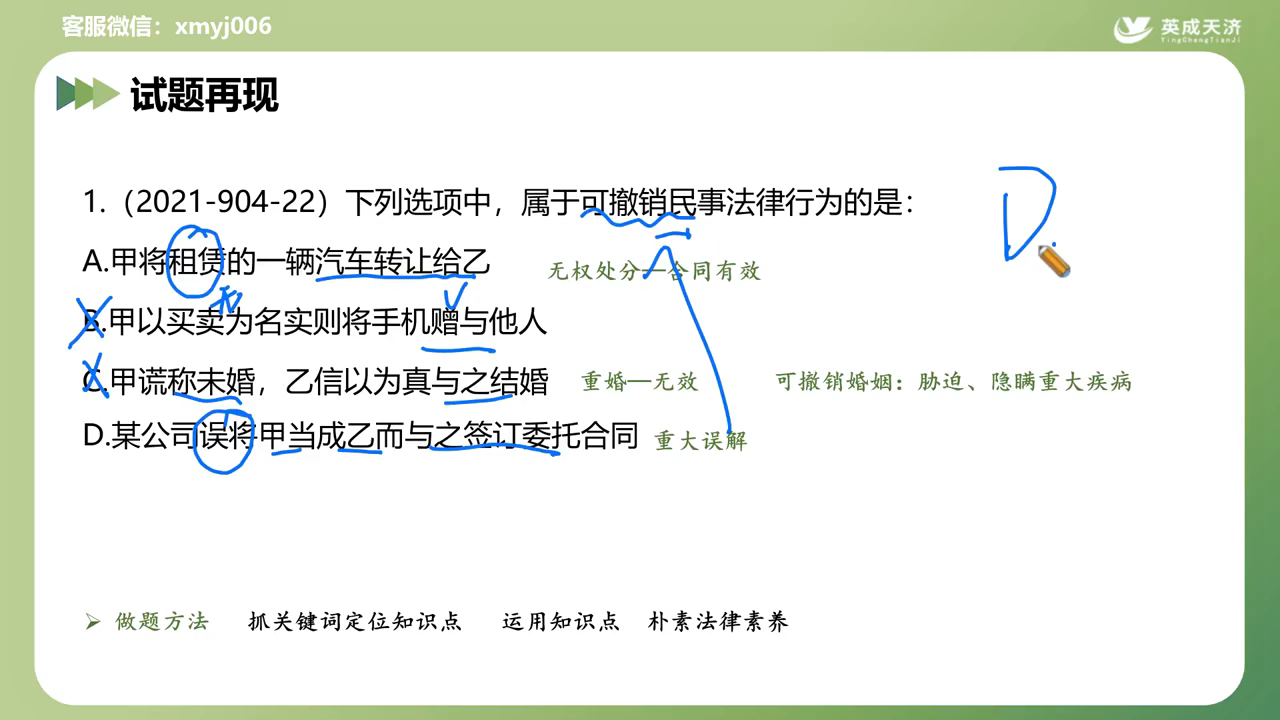 客服微信：xmyj006
英成天济
YingChengTianJi
试题再现
1.（2021-904-22）下列选项中，属于可撤销民事法律行为的是：
D.
A.甲将租赁的一辆汽车转让给乙 无权处分—合同有效
无
B.甲以买卖为名实则将手机赠与他人
C.甲谎称未婚，乙信以为真与之结婚 重婚—无效 可撤销婚姻：胁迫、隐瞒重大疾病
D.某公司误将甲当成乙而与之签订委托合同 重大误解
做题方法 抓关键词定位知识点 运用知识点 朴素法律素养